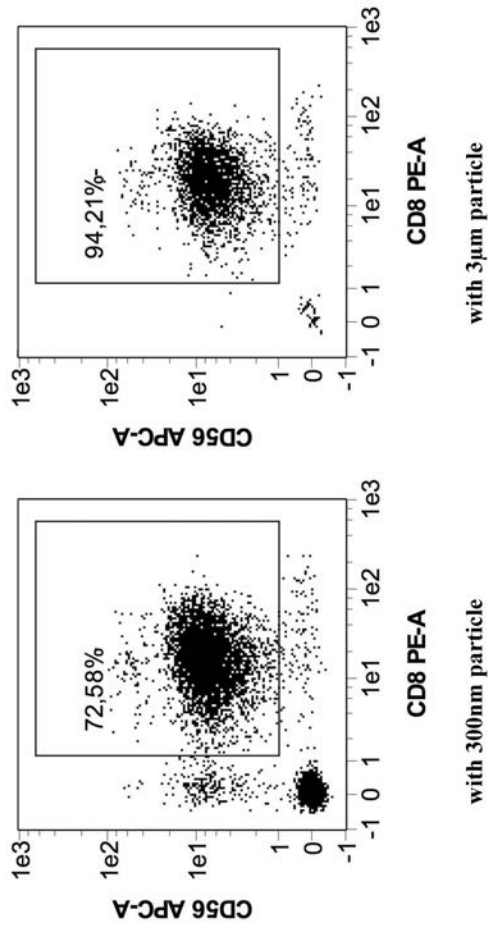 CD56 APC-A
1e3
1e2
1e1
1
0
-1
72,58%
-1 0 1 1e1 1e2 1e3
CD8 PE-A
with 300nm particle
CD56 APC-A
1e3
1e2
1e1
1
0
-1
94,21%-
-1 0 1 1e1 1e2 1e3
CD8 PE-A
with 3μm particle